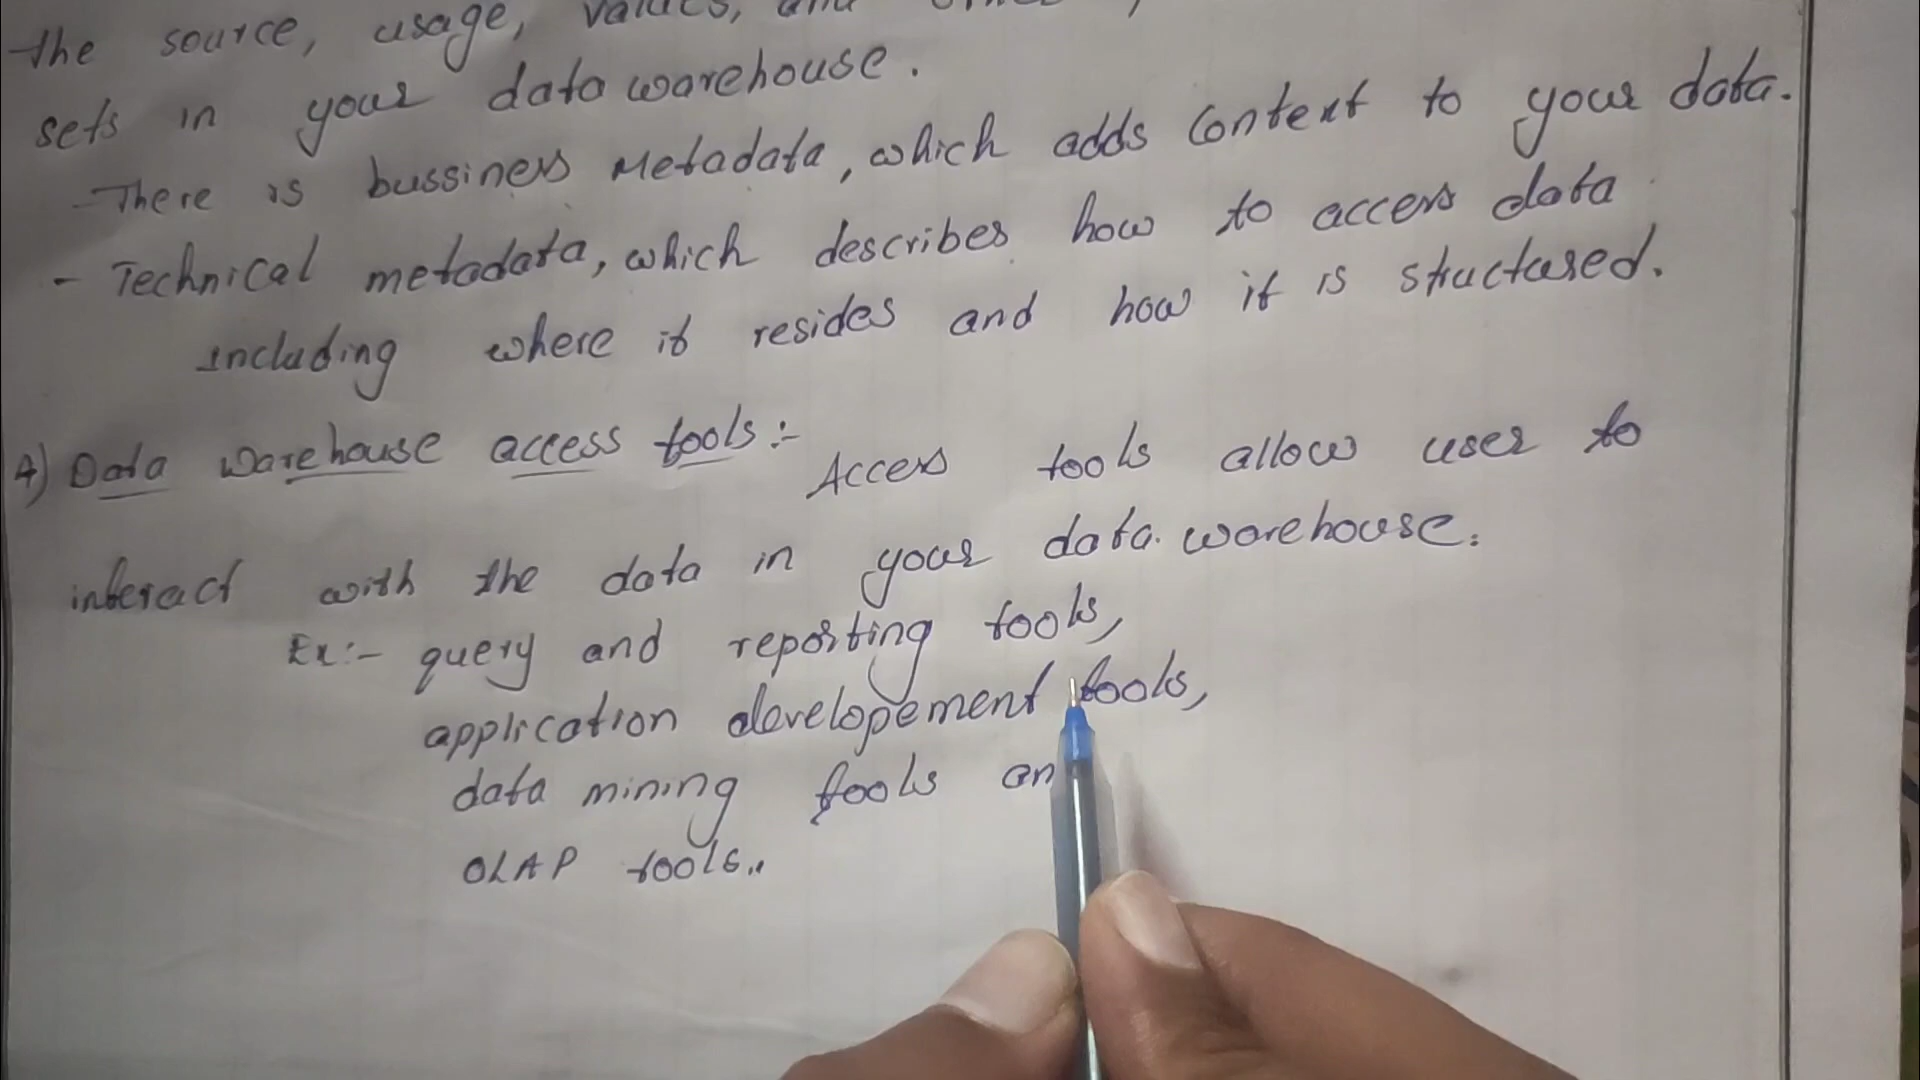 the source, usage, values, and
sets in your data warehouse.
- There is bussiness Metadata, which adds context to your data.
- Technical metadata, which describes how to access data
including where it resides and how it is structured.
4) Data warehouse access tools :- Access tools allow user to
interact with the data in your data warehouse.
Ex:- query and reporting tools,
application developement tools,
data mining tools an
OLAP tools..